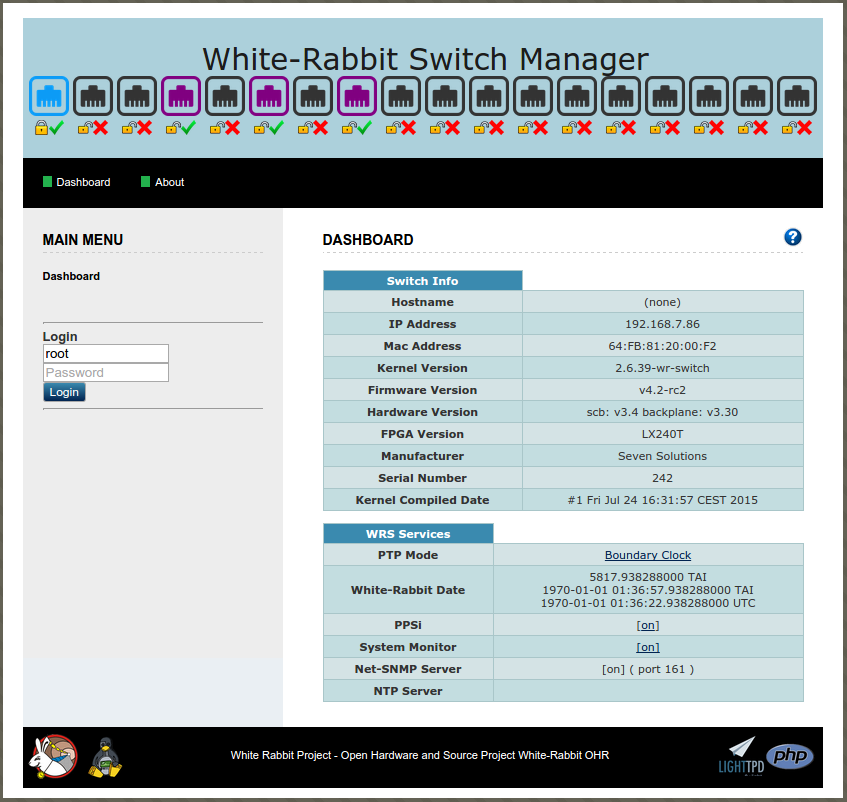 White-Rabbit Switch Manager
Dashboard
About
MAIN MENU
Dashboard
Login
root
Password
Login
DASHBOARD
?
Switch Info
Hostname (none)
IP Address 192.168.7.86
Mac Address 64:FB:81:20:00:F2
Kernel Version 2.6.39-wr-switch
Firmware Version v4.2-rc2
Hardware Version scb: v3.4 backplane: v3.30
FPGA Version LX240T
Manufacturer Seven Solutions
Serial Number 242
Kernel Compiled Date #1 Fri Jul 24 16:31:57 CEST 2015
WRS Services
PTP Mode Boundary Clock
White-Rabbit Date 5817.938288000 TAI
1970-01-01 01:36:57.938288000 TAI
1970-01-01 01:36:22.938288000 UTC
PPSi [on]
System Monitor [on]
Net-SNMP Server [on] ( port 161 )
NTP Server
White Rabbit Project - Open Hardware and Source Project White-Rabbit OHR
LIGHTTPD
php